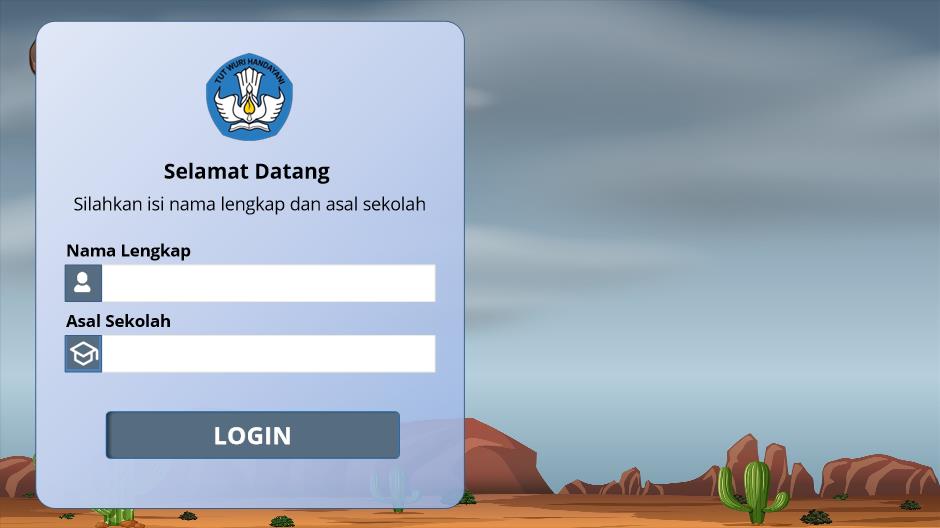 TUT WURI HANDAYANI
Selamat Datang
Silahkan isi nama lengkap dan asal sekolah
Nama Lengkap
Asal Sekolah
LOGIN